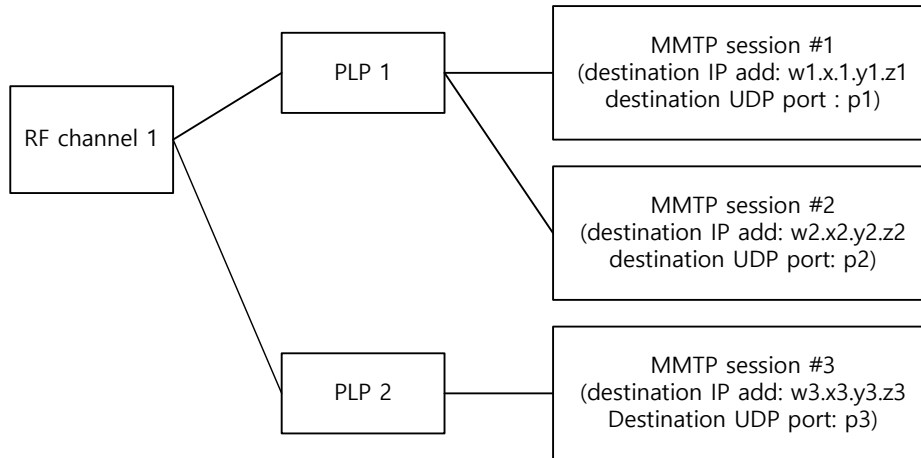 RF channel 1
PLP 1
PLP 2
MMTP session #1
(destination IP add: w1.x.1.y1.z1
destination UDP port : p1)
MMTP session #2
(destination IP add: w2.x2.y2.z2
destination UDP port: p2)
MMTP session #3
(destination IP add: w3.x3.y3.z3
Destination UDP port: p3)